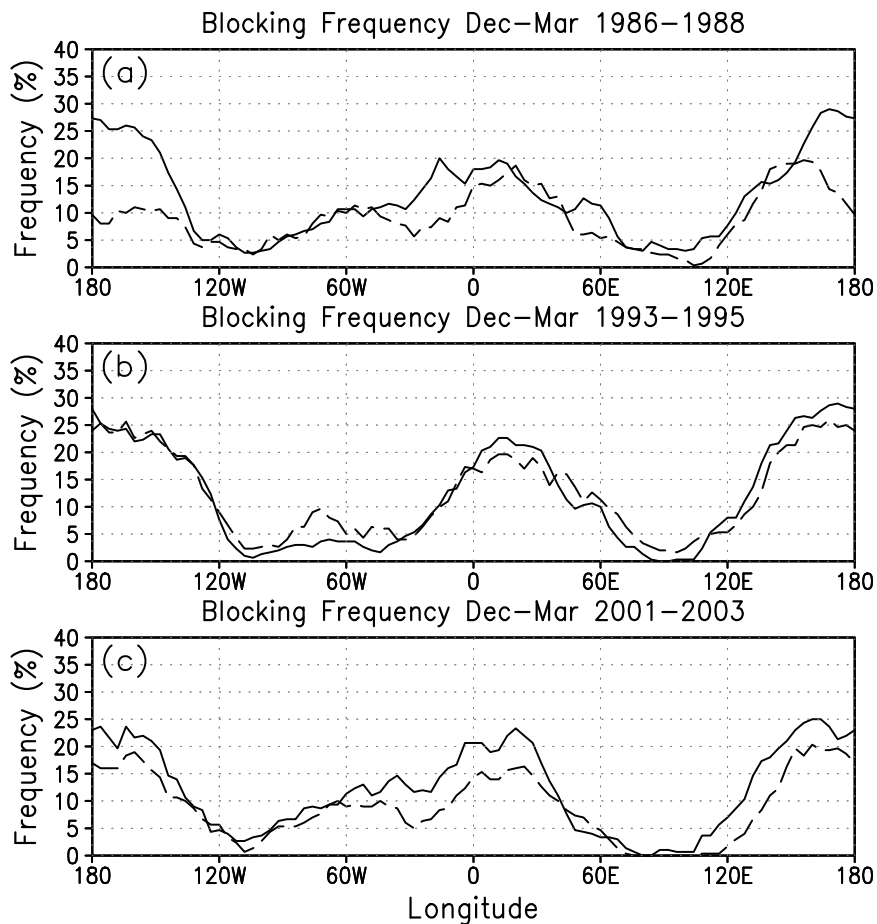 Blocking Frequency Dec-Mar 1986-1988
(a)
Frequency (%)
40
35
30
25
20
15
10
5
0
180 120W 60W 0 60E 120E 180
Blocking Frequency Dec-Mar 1993-1995
(b)
Frequency (%)
40
35
30
25
20
15
10
5
0
180 120W 60W 0 60E 120E 180
Blocking Frequency Dec-Mar 2001-2003
(c)
Frequency (%)
40
35
30
25
20
15
10
5
0
180 120W 60W 0 60E 120E 180
Longitude